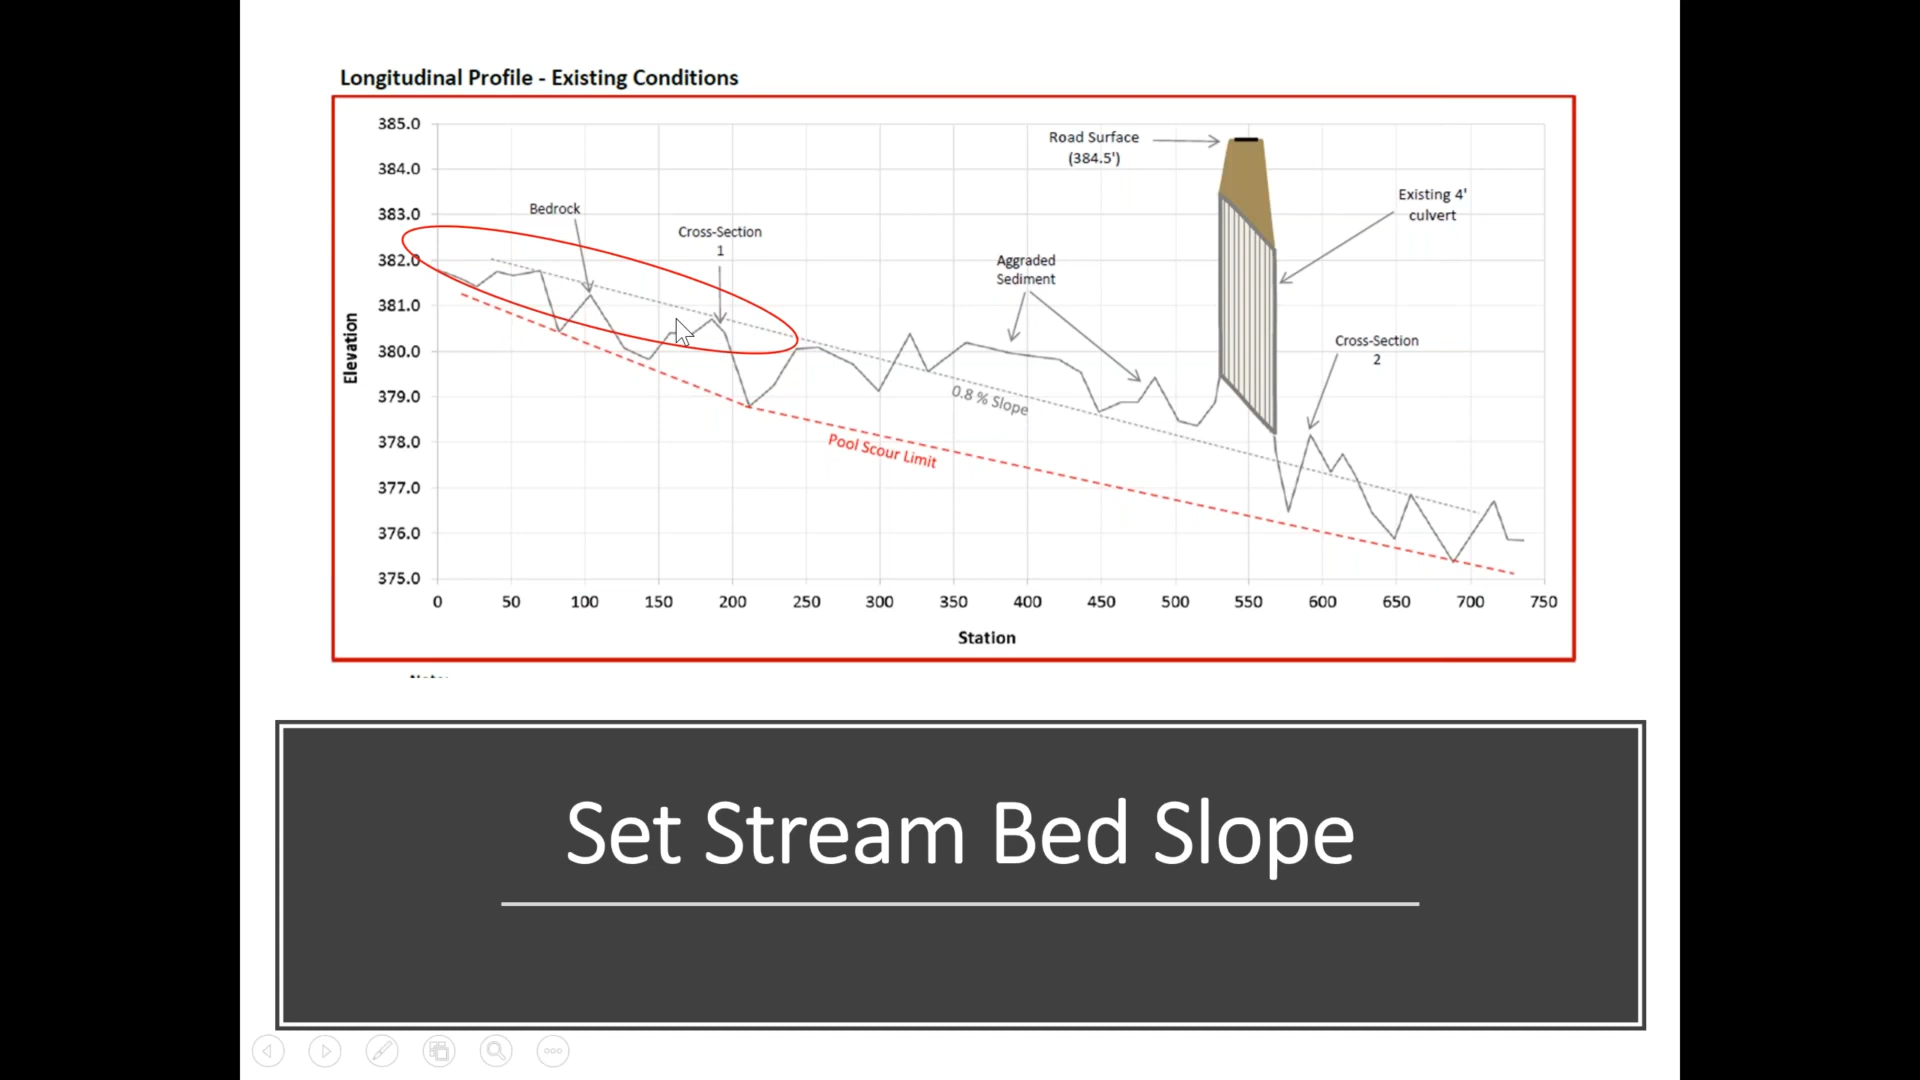 Longitudinal Profile - Existing Conditions
385.0
384.0
383.0
382.0
381.0
380.0
379.0
378.0
377.0
376.0
375.0
Elevation
Road Surface
(384.5')
Existing 4'
culvert
Bedrock
Cross-Section
1
Aggraded
Sediment
Cross-Section
2
0.8 % Slope
Pool Scour Limit
0 50 100 150 200 250 300 350 400 450 500 550 600 650 700 750
Station
Set Stream Bed Slope